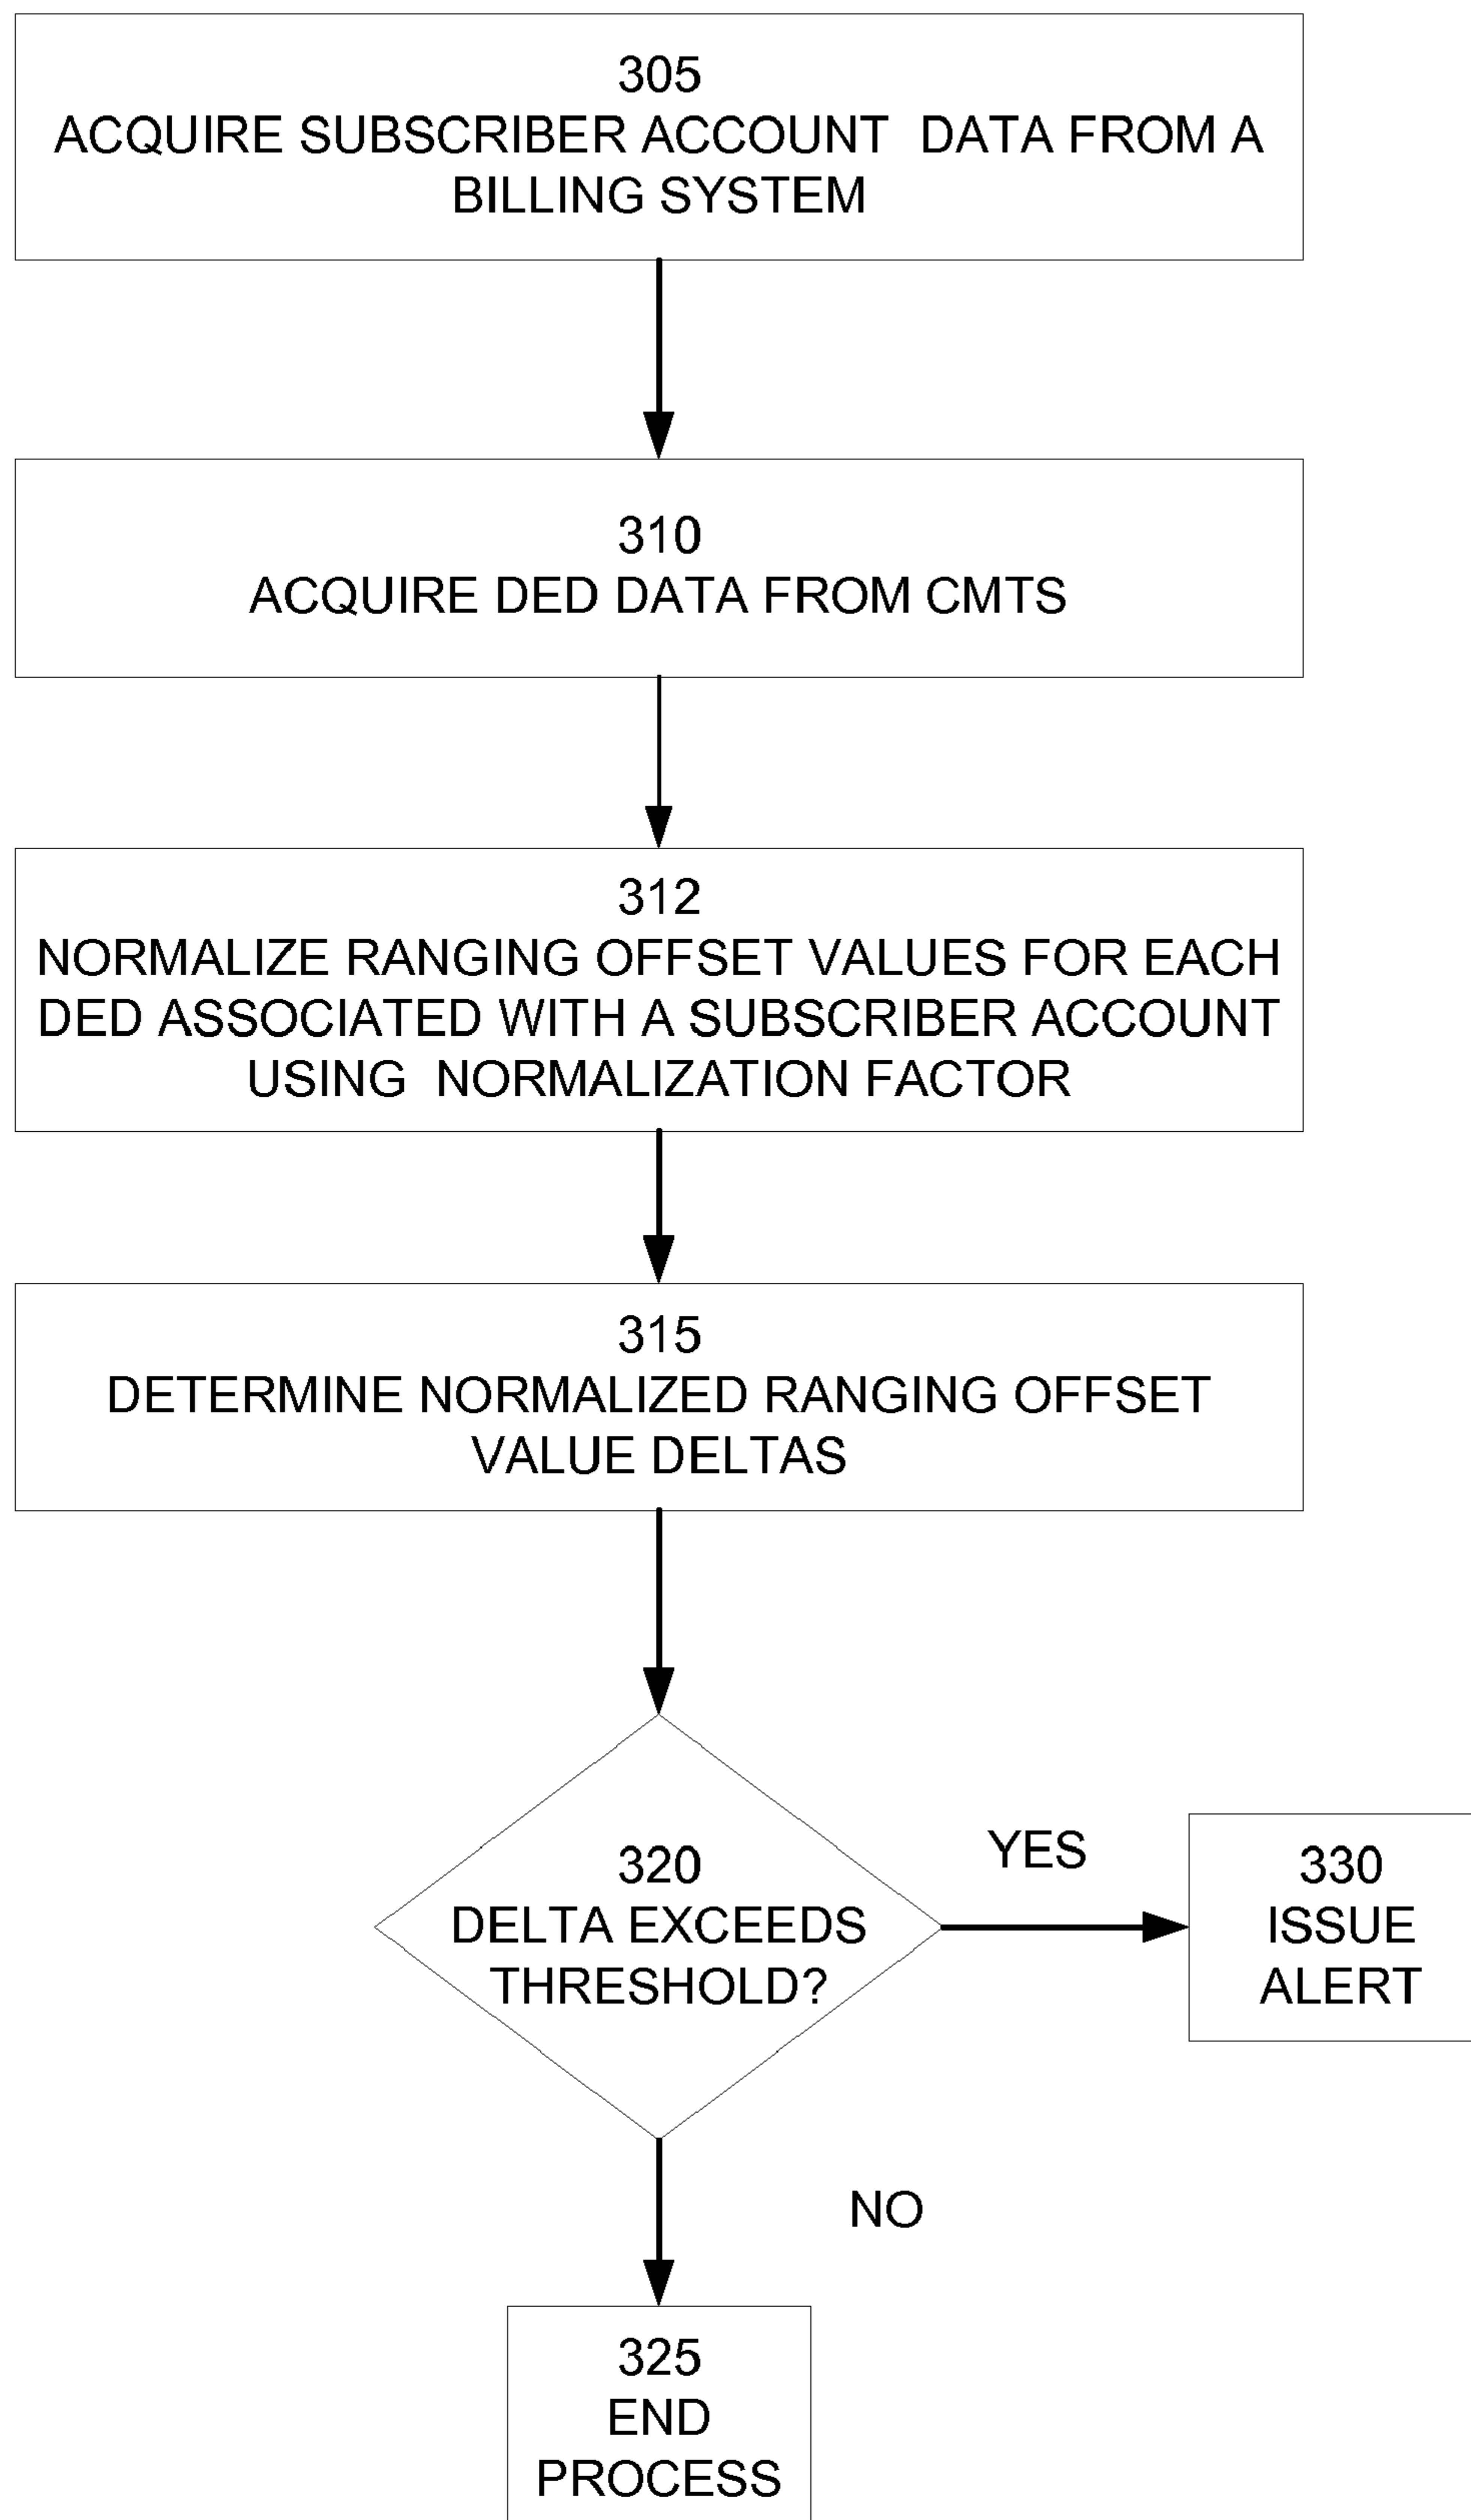 305
ACQUIRE SUBSCRIBER ACCOUNT DATA FROM A
BILLING SYSTEM
310
ACQUIRE DED DATA FROM CMTS
312
NORMALIZE RANGING OFFSET VALUES FOR EACH
DED ASSOCIATED WITH A SUBSCRIBER ACCOUNT
USING NORMALIZATION FACTOR
315
DETERMINE NORMALIZED RANGING OFFSET
VALUE DELTAS
320
DELTA EXCEEDS
THRESHOLD?
YES
330
ISSUE
ALERT
NO
325
END
PROCESS